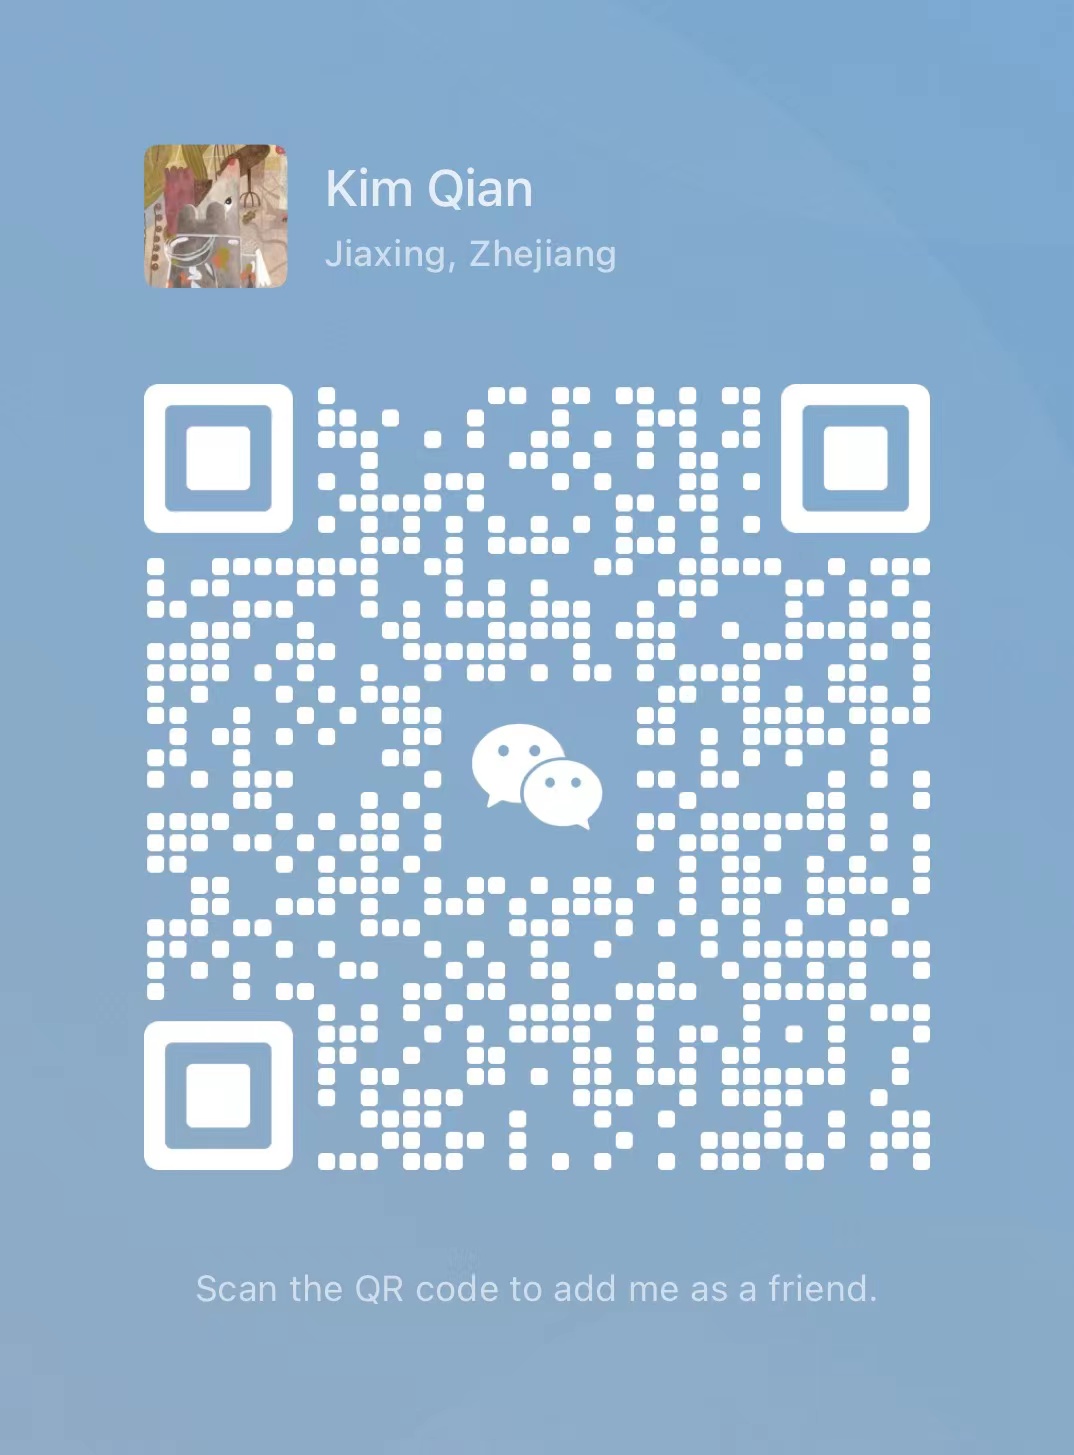 Kim Qian
Jiaxing, Zhejiang
Scan the QR code to add me as a friend.